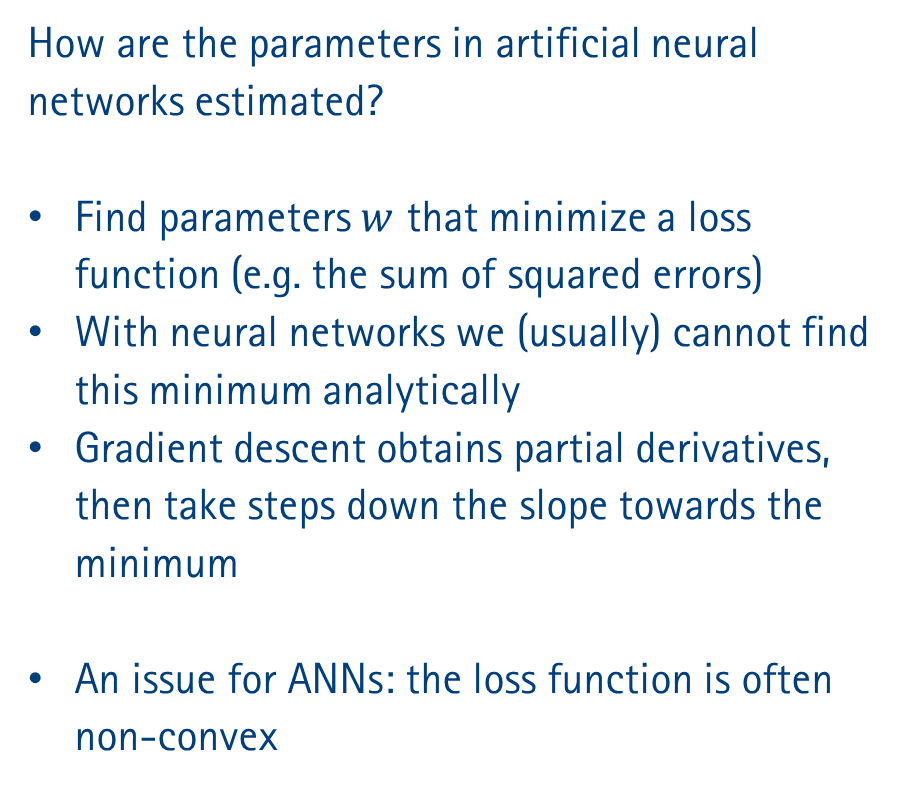 How are the parameters in artificial neural
networks estimated?
• Find parameters w that minimize a loss
function (e.g. the sum of squared errors)
• With neural networks we (usually) cannot find
this minimum analytically
• Gradient descent obtains partial derivatives,
then take steps down the slope towards the
minimum
• An issue for ANNs: the loss function is often
non-convex